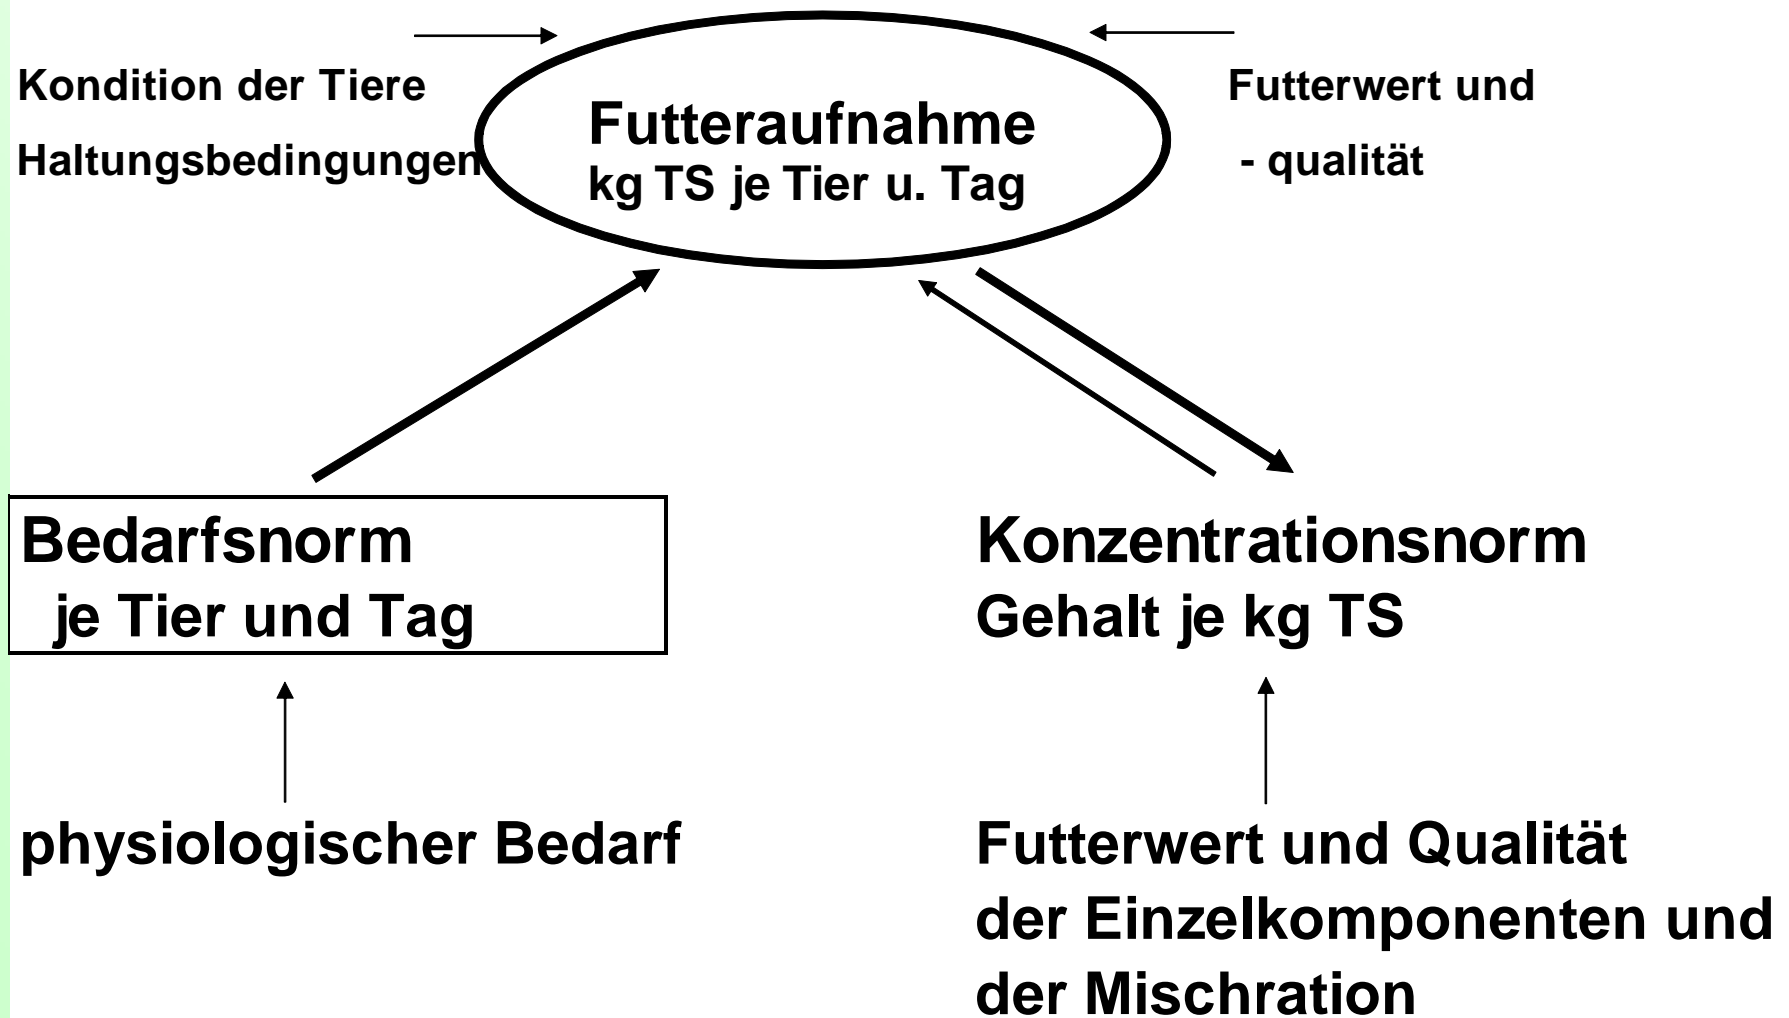 Kondition der Tiere
Haltungsbedingungen
Futteraufnahme
kg TS je Tier u. Tag
Futterwert und
- qualität
Bedarfsnorm
je Tier und Tag
Konzentrationsnorm
Gehalt je kg TS
physiologischer Bedarf
Futterwert und Qualität
der Einzelkomponenten und
der Mischration